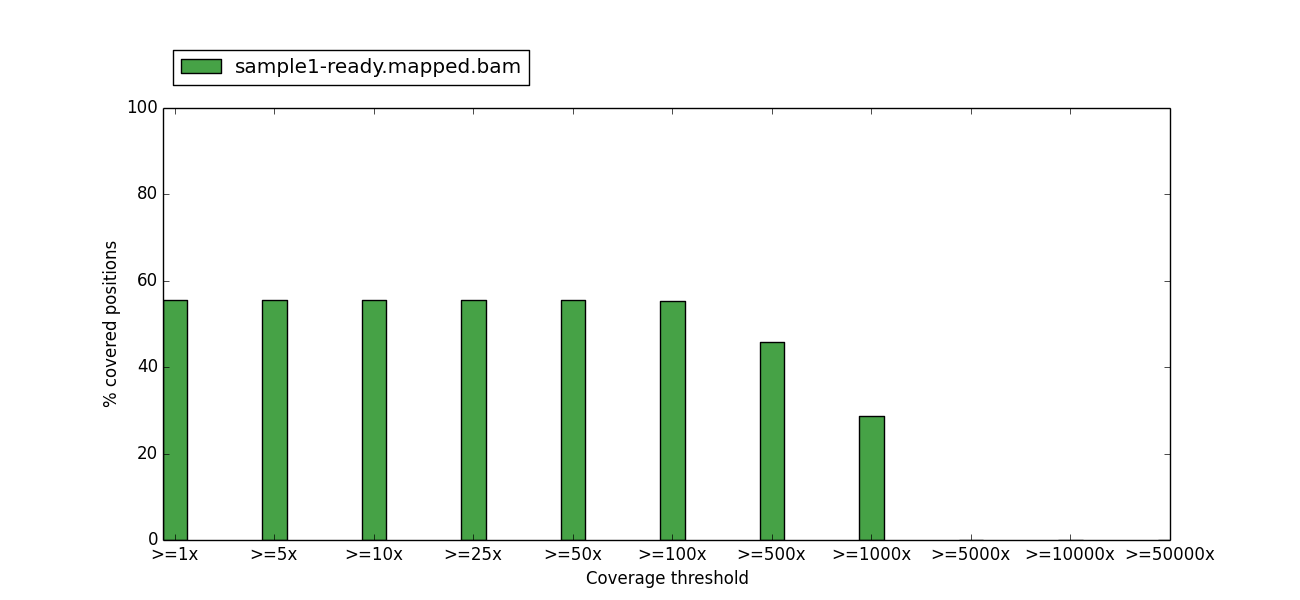 sample1-ready.mapped.bam
100
80
60
40
20
0
% covered positions
>=1x >=5x >=10x >=25x >=50x >=100x >=500x >=1000x >=5000x >=10000x >=50000x
Coverage threshold